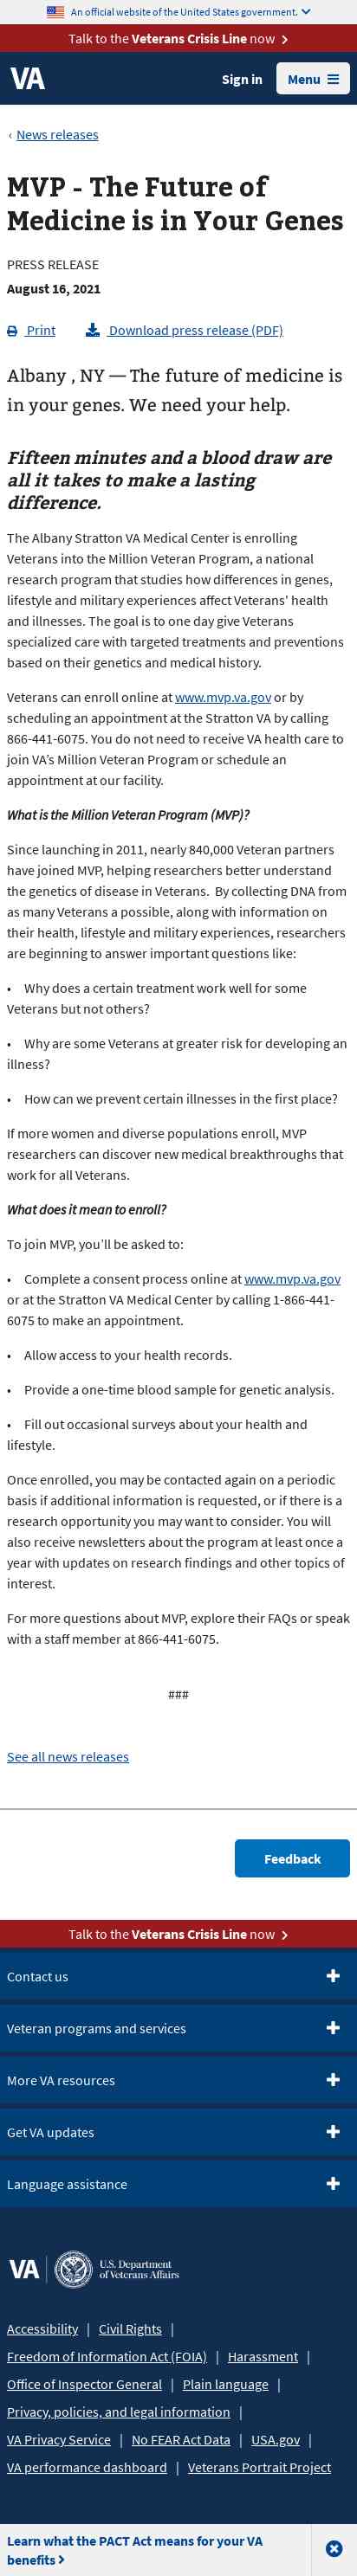 An official website of the United States government.
Talk to the Veterans Crisis Line now
VA
Sign in
Menu
‹ News releases
MVP - The Future of
Medicine is in Your Genes
PRESS RELEASE
August 16, 2021
Print
Download press release (PDF)
Albany , NY — The future of medicine is
in your genes. We need your help.
Fifteen minutes and a blood draw are
all it takes to make a lasting
difference.
The Albany Stratton VA Medical Center is enrolling
Veterans into the Million Veteran Program, a national
research program that studies how differences in genes,
lifestyle and military experiences affect Veterans' health
and illnesses. The goal is to one day give Veterans
specialized care with targeted treatments and preventions
based on their genetics and medical history.
Veterans can enroll online at www.mvp.va.gov or by
scheduling an appointment at the Stratton VA by calling
866-441-6075. You do not need to receive VA health care to
join VA’s Million Veteran Program or schedule an
appointment at our facility.
What is the Million Veteran Program (MVP)?
Since launching in 2011, nearly 840,000 Veteran partners
have joined MVP, helping researchers better understand
the genetics of disease in Veterans.  By collecting DNA from
as many Veterans a possible, along with information on
their health, lifestyle and military experiences, researchers
are beginning to answer important questions like:
• Why does a certain treatment work well for some
Veterans but not others?
• Why are some Veterans at greater risk for developing an
illness?
• How can we prevent certain illnesses in the first place?
If more women and diverse populations enroll, MVP
researchers can discover new medical breakthroughs that
work for all Veterans.
What does it mean to enroll?
To join MVP, you’ll be asked to:
• Complete a consent process online at www.mvp.va.gov
or at the Stratton VA Medical Center by calling 1-866-441-
6075 to make an appointment.
• Allow access to your health records.
• Provide a one-time blood sample for genetic analysis.
• Fill out occasional surveys about your health and
lifestyle.
Once enrolled, you may be contacted again on a periodic
basis if additional information is requested, or if there is a
research opportunity you may want to consider. You will
also receive newsletters about the program at least once a
year with updates on research findings and other topics of
interest.
For more questions about MVP, explore their FAQs or speak
with a staff member at 866-441-6075.
###
See all news releases
Feedback
Talk to the Veterans Crisis Line now
Contact us
Veteran programs and services
More VA resources
Get VA updates
Language assistance
VA
U.S. Department
of Veterans Affairs
Accessibility | Civil Rights |
Freedom of Information Act (FOIA) | Harassment |
Office of Inspector General | Plain language |
Privacy, policies, and legal information |
VA Privacy Service | No FEAR Act Data | USA.gov |
VA performance dashboard | Veterans Portrait Project
Learn what the PACT Act means for your VA
benefits